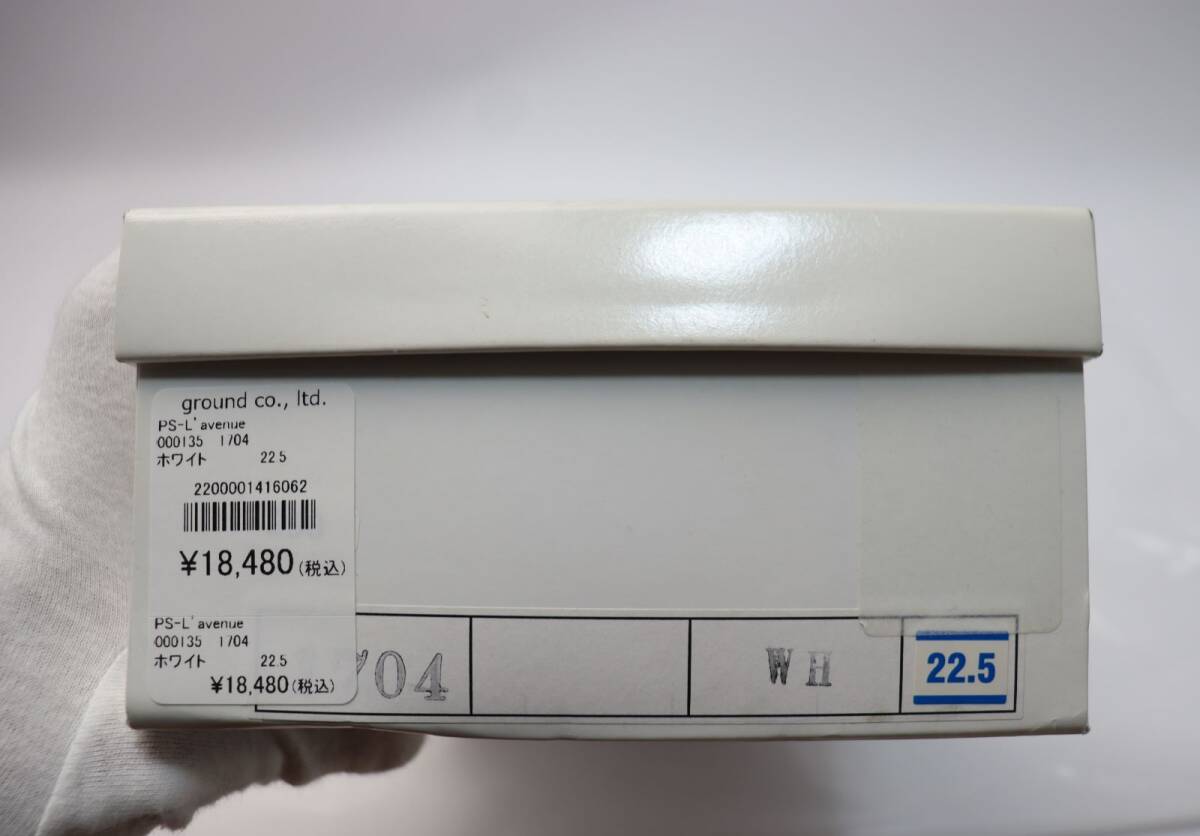 ground co., ltd.
PS-L'avenue
000135 1704
ホワイト 22.5
2200001416062
¥18,480(税込)
PS-L'avenue
000135 1704
ホワイト 22.5
¥18,480(税込)
704 WH 22.5